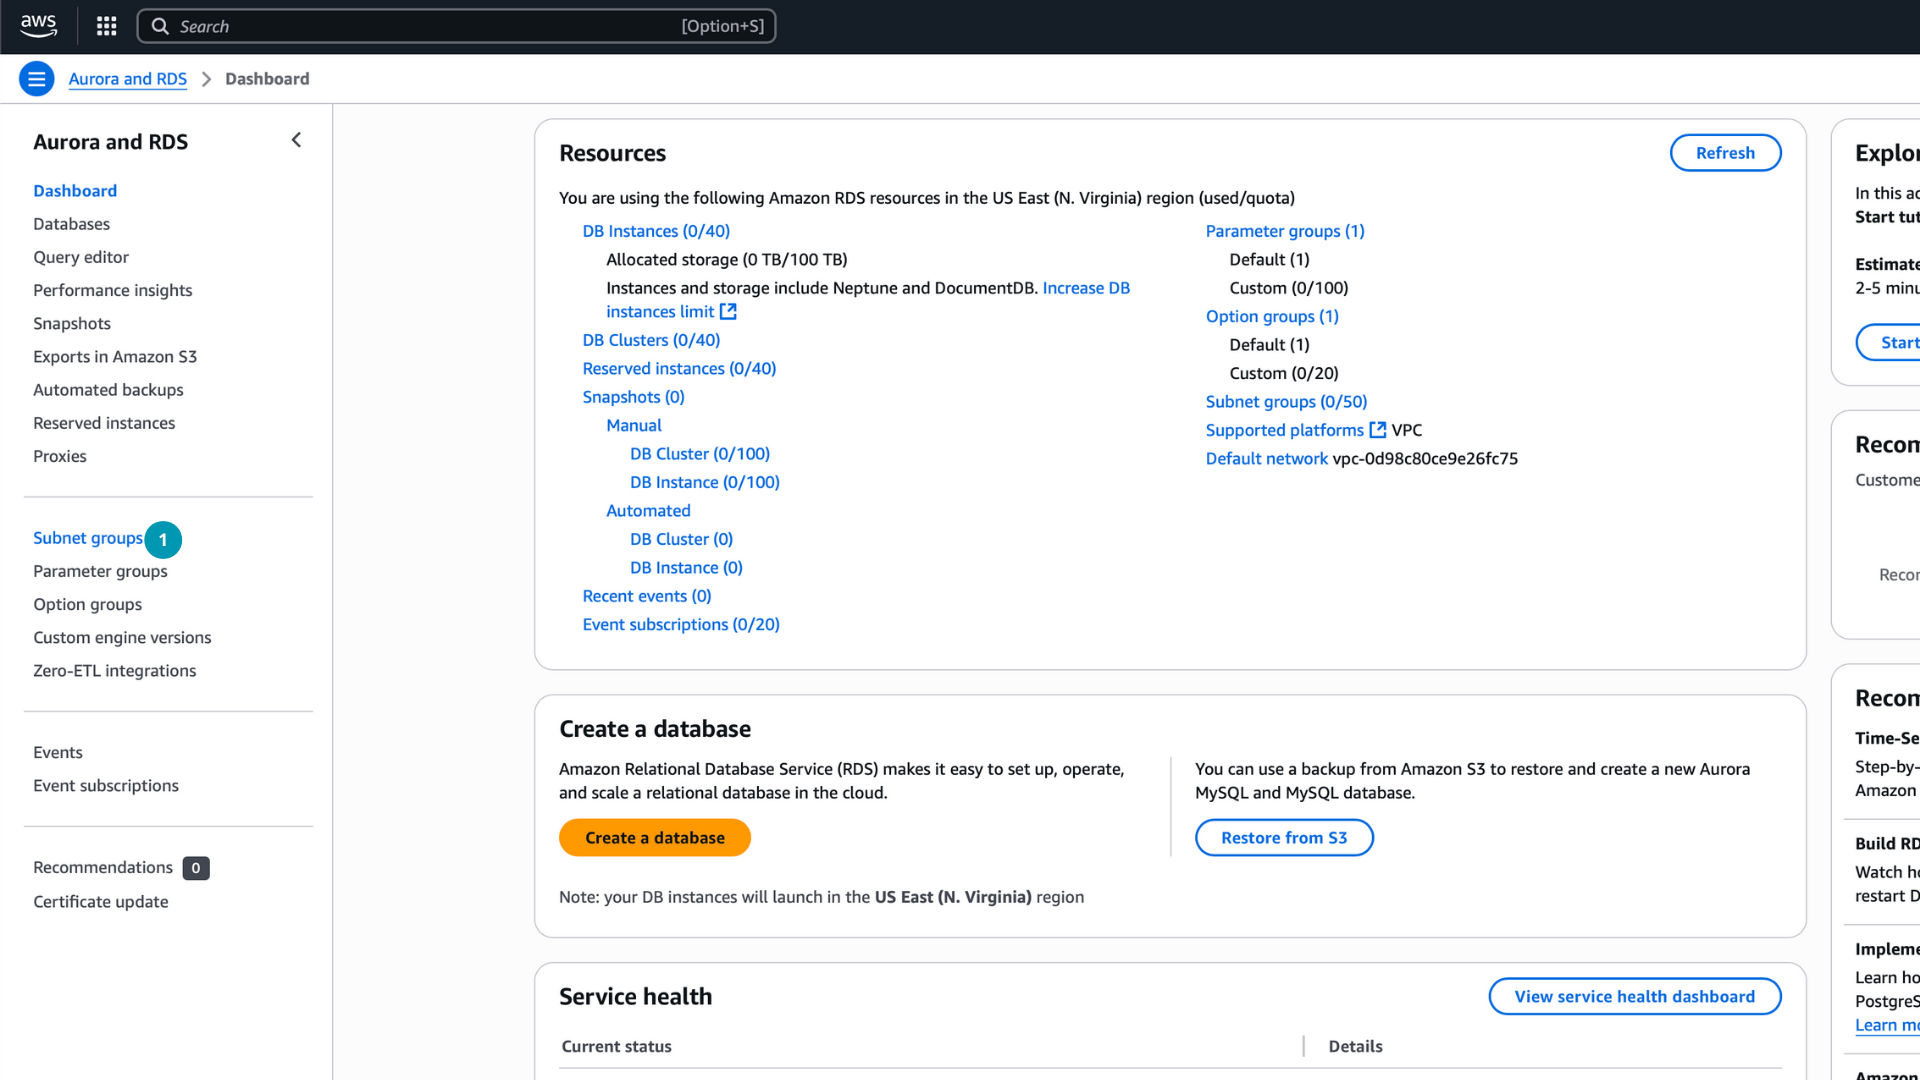 aws
Search
[Option+S]
Aurora and RDS
Dashboard
Aurora and RDS
Dashboard
Databases
Query editor
Performance insights
Snapshots
Exports in Amazon S3
Automated backups
Reserved instances
Proxies
Subnet groups
1
Parameter groups
Option groups
Custom engine versions
Zero-ETL integrations
Events
Event subscriptions
Recommendations 0
Certificate update
Resources
Refresh
You are using the following Amazon RDS resources in the US East (N. Virginia) region (used/quota)
DB Instances (0/40)
Allocated storage (0 TB/100 TB)
Instances and storage include Neptune and DocumentDB. Increase DB
instances limit
DB Clusters (0/40)
Reserved instances (0/40)
Snapshots (0)
Manual
DB Cluster (0/100)
DB Instance (0/100)
Automated
DB Cluster (0)
DB Instance (0)
Recent events (0)
Event subscriptions (0/20)
Parameter groups (1)
Default (1)
Custom (0/100)
Option groups (1)
Default (1)
Custom (0/20)
Subnet groups (0/50)
Supported platforms VPC
Default network vpc-0d98c80ce9e26fc75
Create a database
Amazon Relational Database Service (RDS) makes it easy to set up, operate,
and scale a relational database in the cloud.
Create a database
You can use a backup from Amazon S3 to restore and create a new Aurora
MySQL and MySQL database.
Restore from S3
Note: your DB instances will launch in the US East (N. Virginia) region
Service health
View service health dashboard
Current status
Details
Explor
In this ac
Start tut
Estimate
2-5 minu
Start
Recom
Custome
Recor
Recom
Time-Se
Step-by-
Amazon
Build RD
Watch ho
restart D
Impleme
Learn ho
PostgreS
Learn mo
Amazon